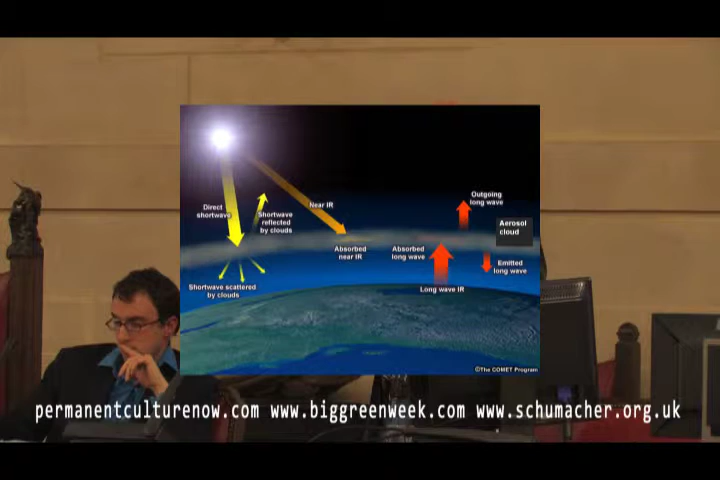 Direct
shortwave
Shortwave
reflected
by clouds
Near IR
Outgoing
long wave
Aerosol
cloud
Absorbed
near IR
Absorbed
long wave
Emitted
long wave
Shortwave scattered
by clouds
Long wave IR
©The COMET Program
permanentculturenow.com www.biggreenweek.com www.schumacher.org.uk